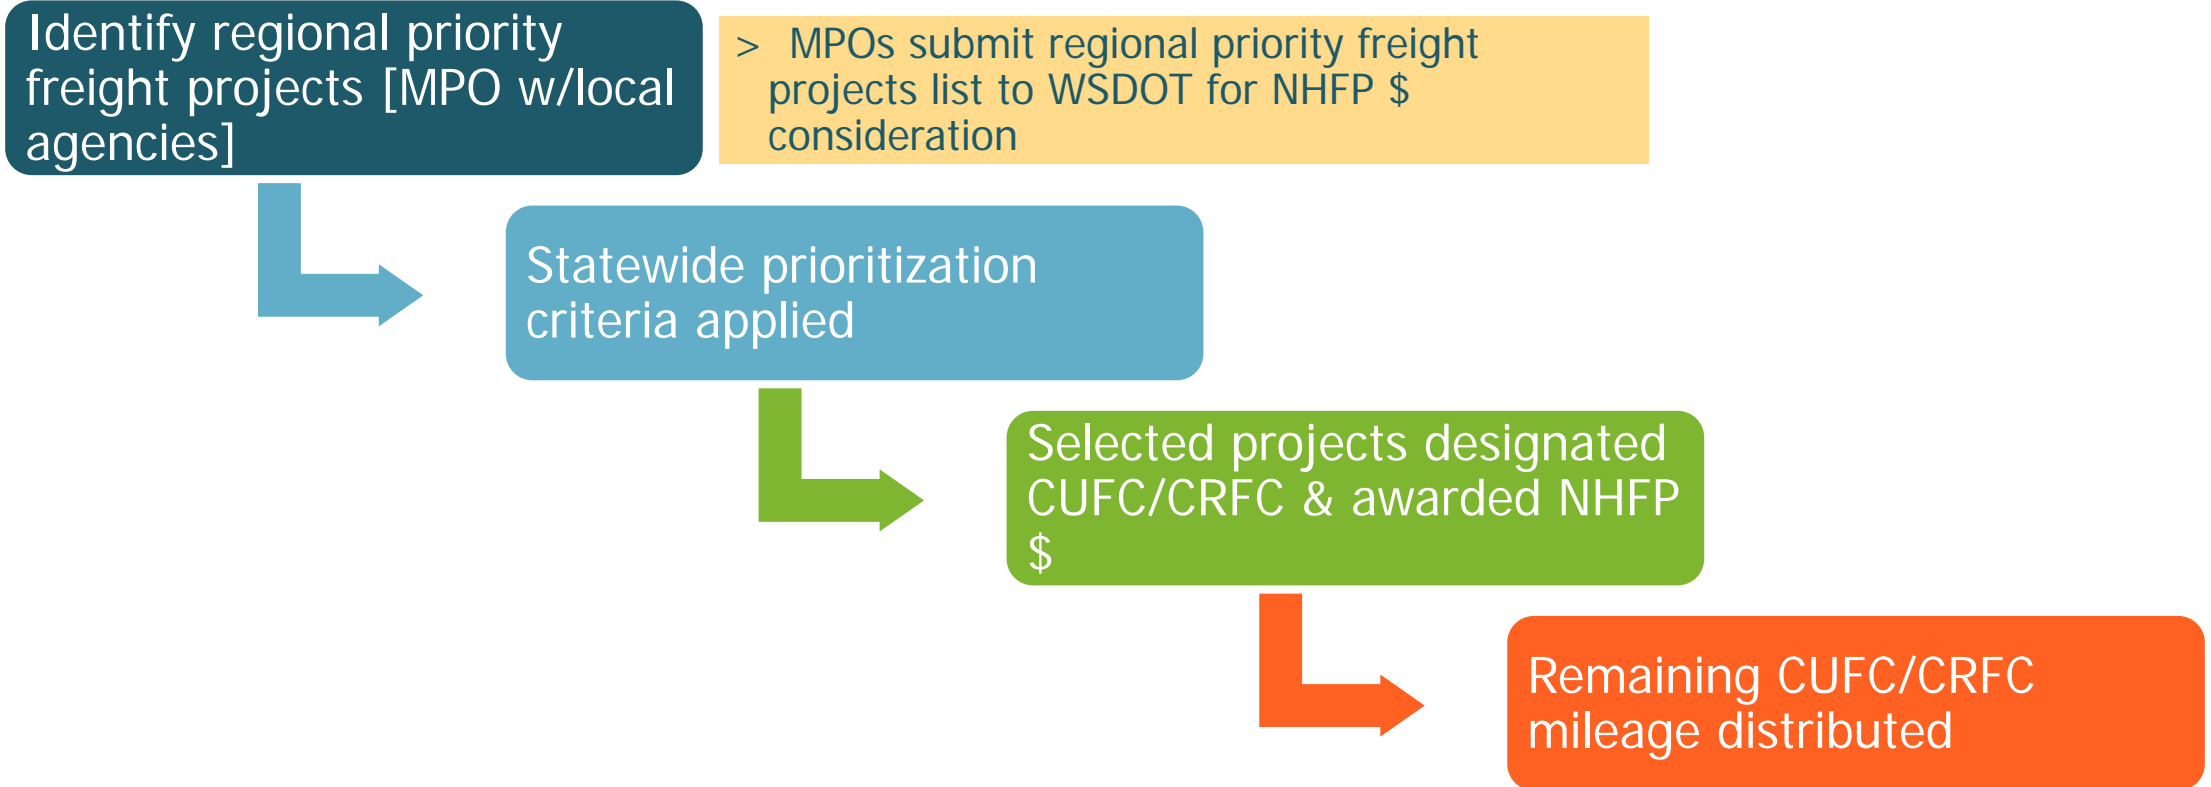 Identify regional priority
freight projects [MPO w/local
agencies]
> MPOs submit regional priority freight
projects list to WSDOT for NHFP $
consideration
Statewide prioritization
criteria applied
Selected projects designated
CUFC/CRFC & awarded NHFP
$
Remaining CUFC/CRFC
mileage distributed